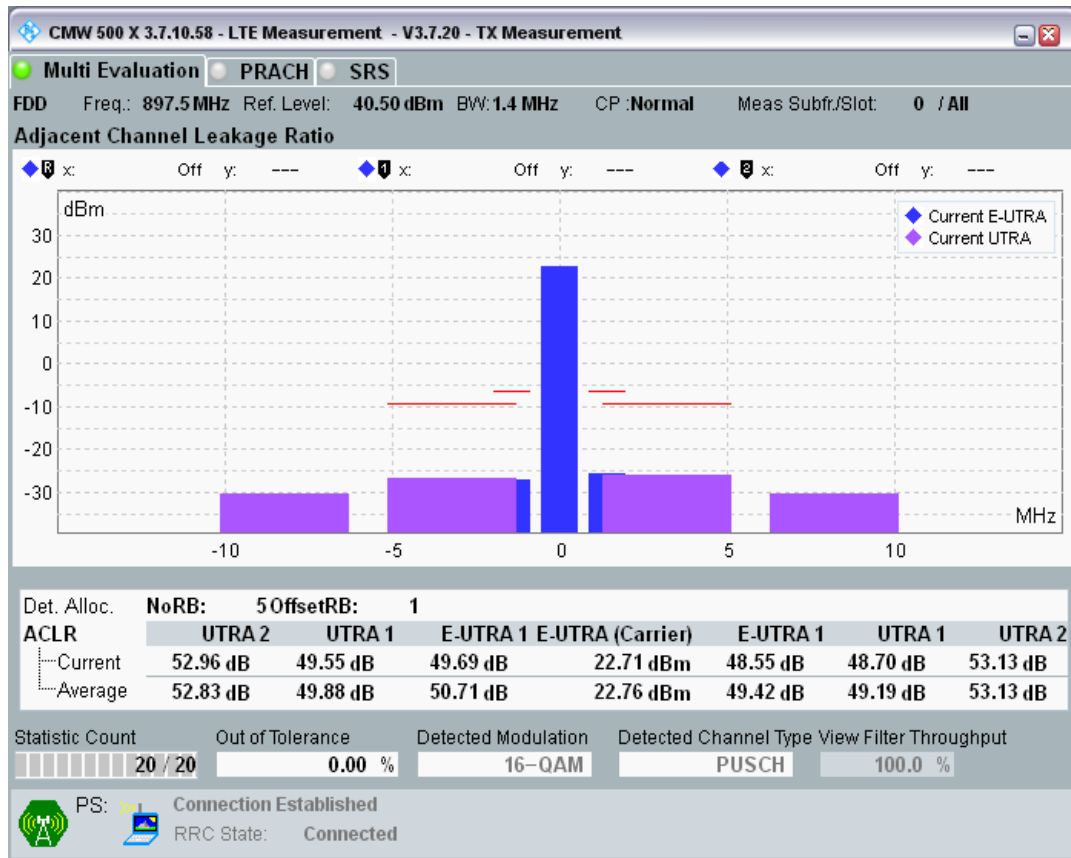 CMW 500 X 3.7.10.58 - LTE Measurement - V3.7.20 - TX Measurement
Multi Evaluation PRACH SRS
FDD Freq.: 897.5 MHz Ref. Level: 40.50 dBm BW: 1.4 MHz CP :Normal Meas Subfr./Slot: 0 / All
Adjacent Channel Leakage Ratio
R x: Off y: --- 1 x: Off y: --- 2 x: Off y: ---
dBm
Current E-UTRA
Current UTRA
30
20
10
0
-10
-20
-30
MHz
-10 -5 0 5 10
Det. Alloc. NoRB: 5 OffsetRB: 1
ACLR UTRA 2 UTRA 1 E-UTRA 1 E-UTRA (Carrier) E-UTRA 1 UTRA 1 UTRA 2
Current 52.96 dB 49.55 dB 49.69 dB 22.71 dBm 48.55 dB 48.70 dB 53.13 dB
Average 52.83 dB 49.88 dB 50.71 dB 22.76 dBm 49.42 dB 49.19 dB 53.13 dB
Statistic Count Out of Tolerance Detected Modulation Detected Channel Type View Filter Throughput
20 / 20 0.00 % 16-QAM PUSCH 100.0 %
PS: Connection Established
RRC State: Connected